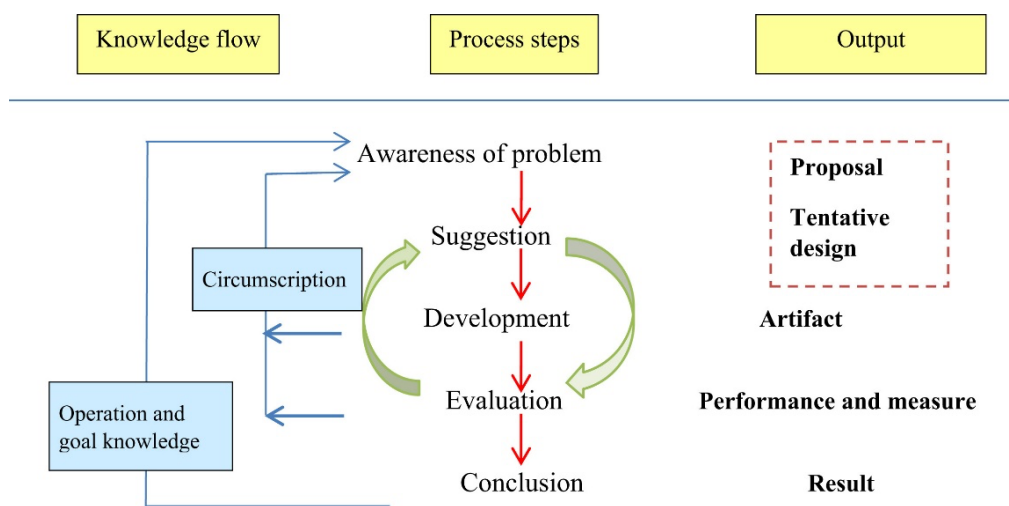 Knowledge flow
Process steps
Output
Awareness of problem
Proposal
Tentative
design
Suggestion
Circumscription
Development
Artifact
Evaluation
Performance and measure
Operation and
goal knowledge
Conclusion
Result